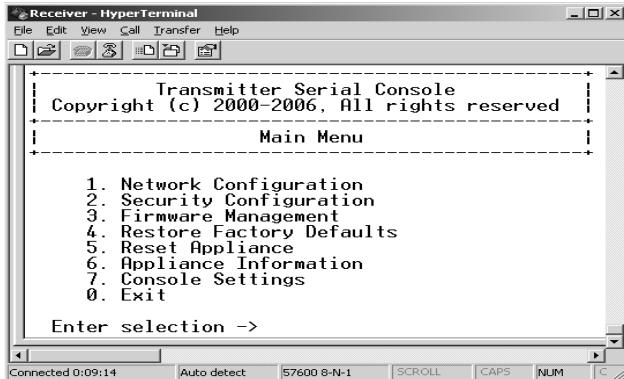 Receiver - HyperTerminal
File Edit View Call Transfer Help
Transmitter Serial Console
Copyright (c) 2000-2006, All rights reserved
Main Menu
1. Network Configuration
2. Security Configuration
3. Firmware Management
4. Restore Factory Defaults
5. Reset Appliance
6. Appliance Information
7. Console Settings
0. Exit
Enter selection ->
Connected 0:09:14 Auto detect 57600 8-N-1 SCROLL CAPS NUM C